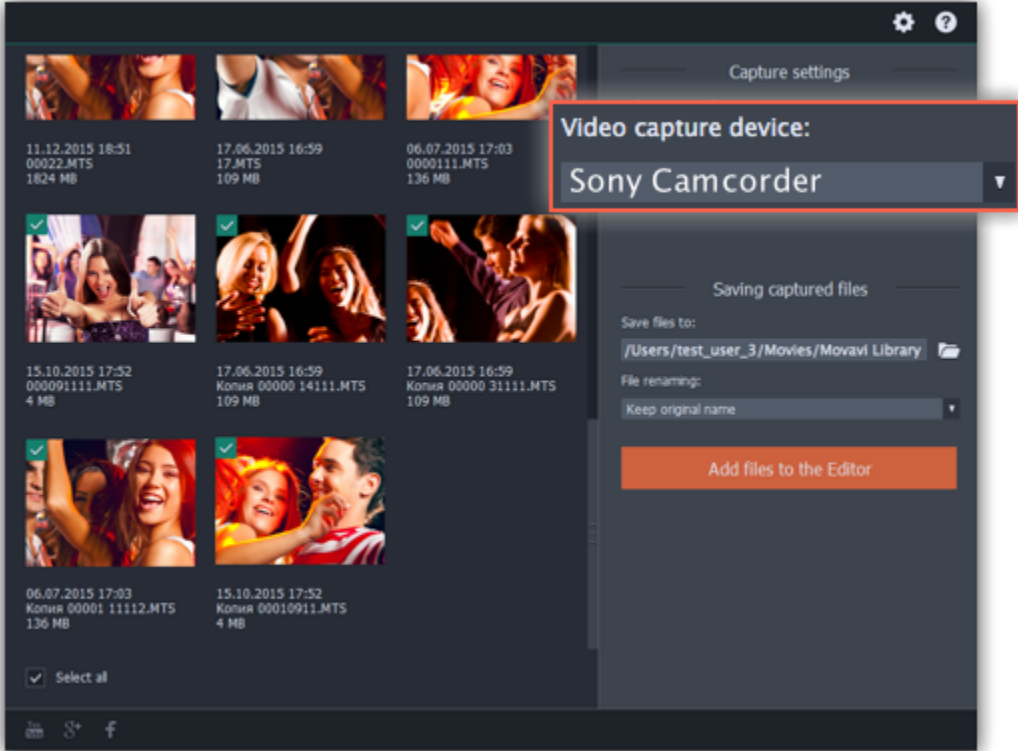 Capture settings
11.12.2015 18:51
00022.MTS
1824 MB
17.06.2015 16:59
17.MTS
109 MB
06.07.2015 17:03
0000111.MTS
136 MB
Video capture device:
Sony Camcorder
15.10.2015 17:52
000091111.MTS
4 MB
17.06.2015 16:59
Копия 00000 14111.MTS
109 MB
17.06.2015 16:59
Копия 00000 31111.MTS
109 MB
Saving captured files
Save files to:
/Users/test_user_3/Movies/Movavi Library
File renaming:
Keep original name
Add files to the Editor
06.07.2015 17:03
Копия 00001 11112.MTS
136 MB
15.10.2015 17:52
Копия 00010911.MTS
4 MB
Select all